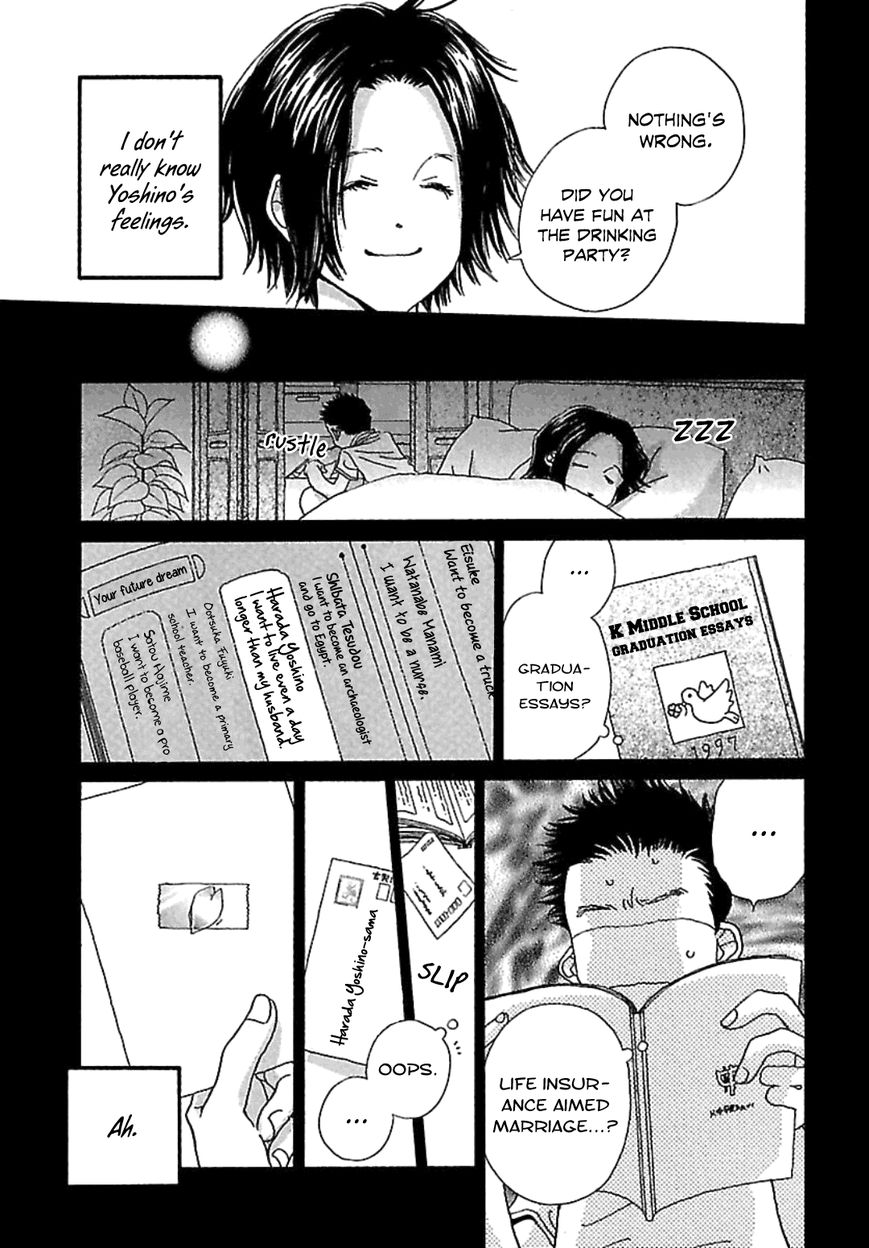 NOTHING'S
WRONG.
DID YOU
HAVE FUN AT
THE DRINKING
PARTY?
I don't
really know
Yoshino's
feelings.
zzz
rustle
...
GRADUA-
TION
ESSAYS?
K MIDDLE SCHOOL
GRADUATION ESSAYS
1997
Eisuke
Want to become a truck
Watanabe Manami
I want to be a nurse.
Shibata Tesudou
I want to become an archaeologist
and go to Egypt.
Harada Yoshino
I want to live even a day
longer than my husband.
Ootsuka Fuyuki
I want to become a primary
school teacher.
Satou Hajime
I want to become a pro
baseball player.
Your future dream
...
LIFE INSUR-
ANCE AIMED
MARRIAGE...?
SLIP
OOPS.
...
Harada Yoshino-sama
Ah.